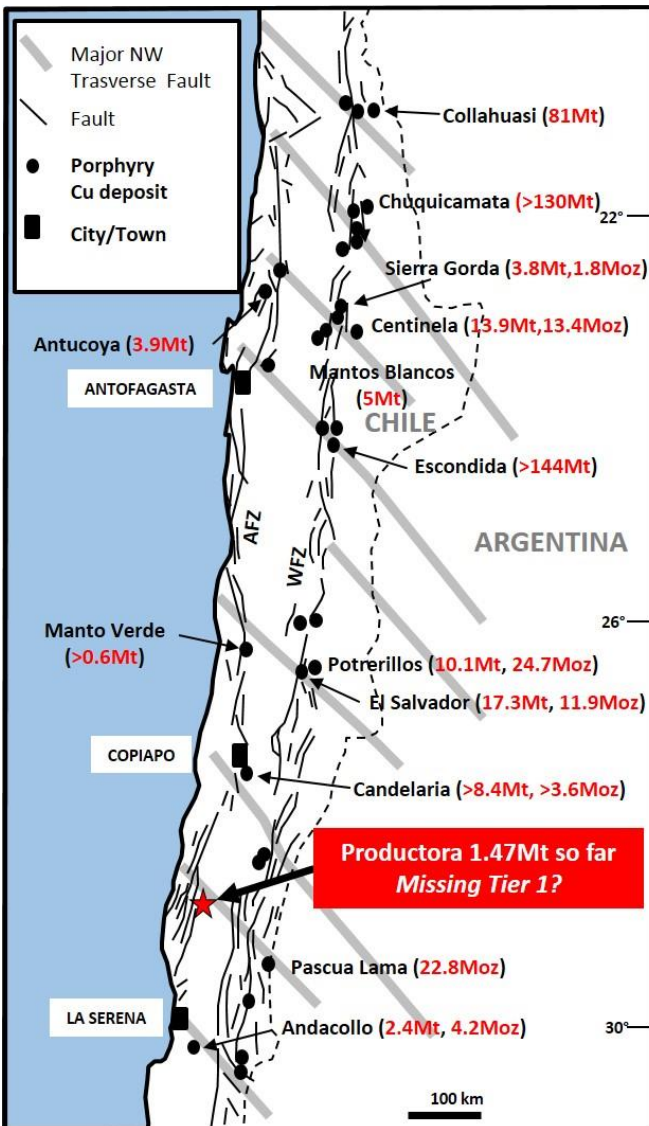 Major NW
Trasverse Fault
Fault
Porphyry
Cu deposit
City/Town
Collahuasi (81Mt)
Chuquicamata (>130Mt)
22°
Sierra Gorda (3.8Mt,1.8Moz)
Centinela (13.9Mt,13.4Moz)
Antucoya (3.9Mt)
ANTOFAGASTA
Mantos Blancos
(5Mt)
CHILE
Escondida (>144Mt)
AFZ
WFZ
ARGENTINA
26°
Manto Verde
(>0.6Mt)
Potrerillos (10.1Mt, 24.7Moz)
El Salvador (17.3Mt, 11.9Moz)
COPIAPO
Candelaria (>8.4Mt, >3.6Moz)
Productora 1.47Mt so far
Missing Tier 1?
Pascua Lama (22.8Moz)
LA SERENA
Andacollo (2.4Mt, 4.2Moz)
30°
100 km